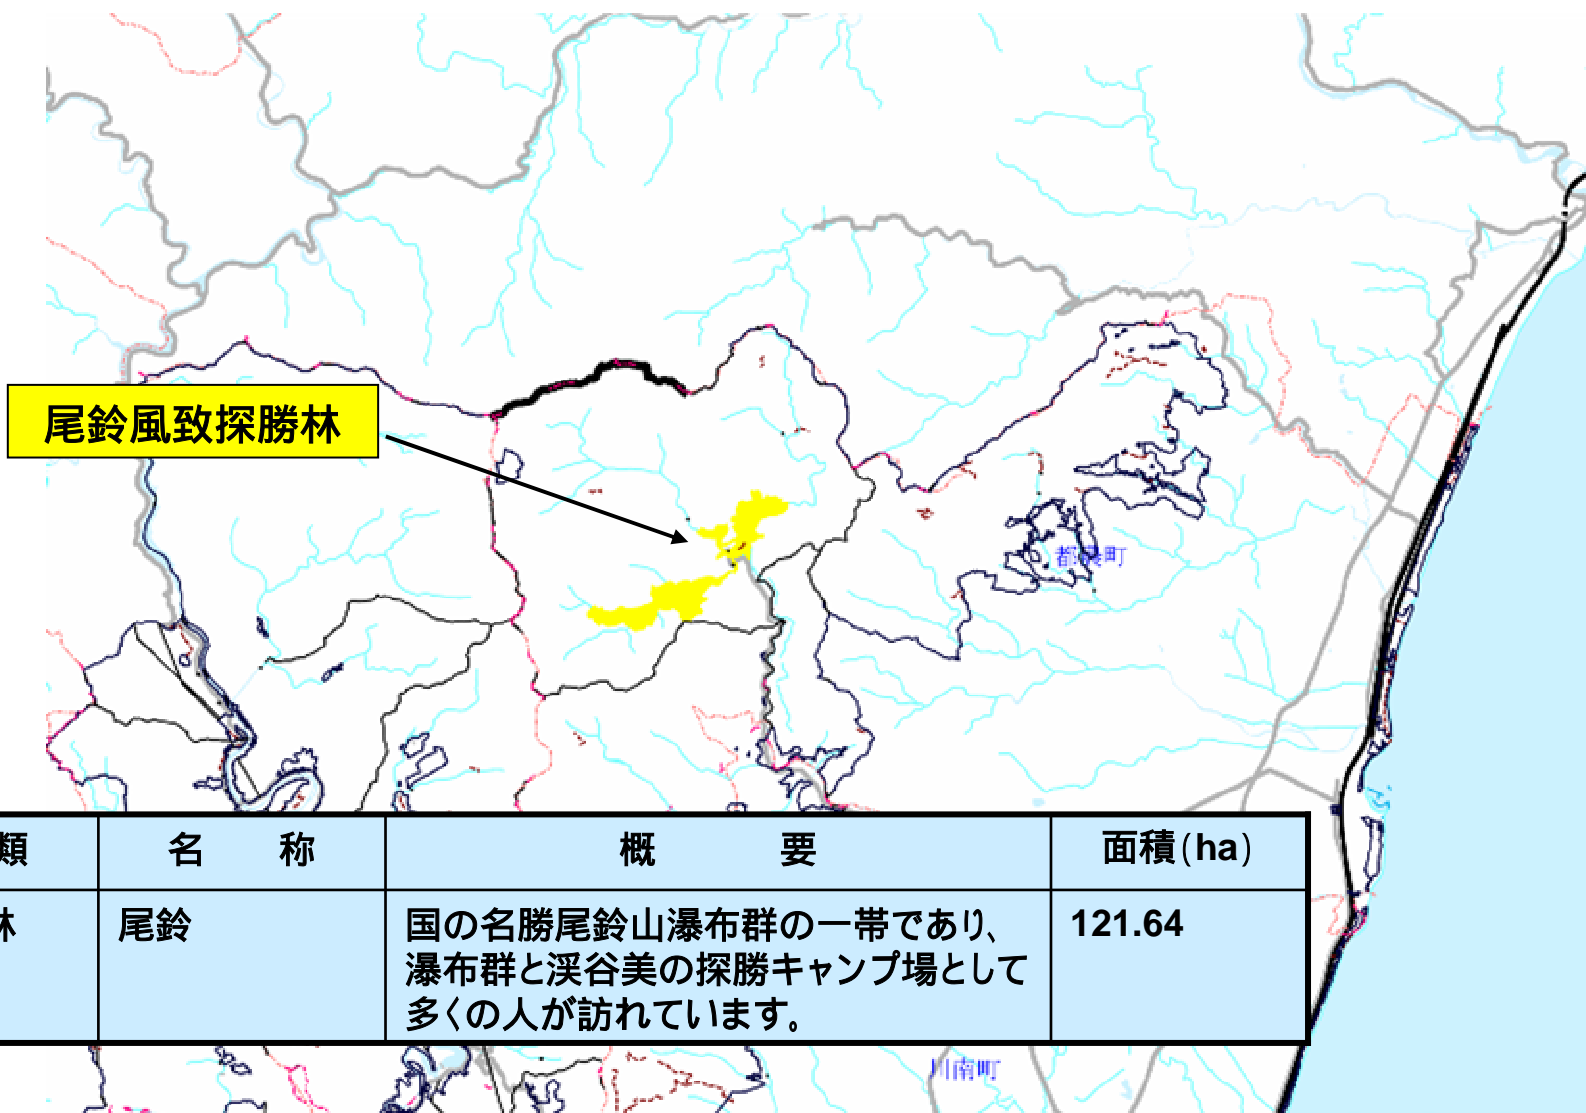 尾鈴風致探勝林
都農町
類
名 称
概 要
面積(ha)
林
尾鈴
国の名勝尾鈴山瀑布群の一帯であり、
瀑布群と渓谷美の探勝キャンプ場として
多くの人が訪れています。
121.64
川南町